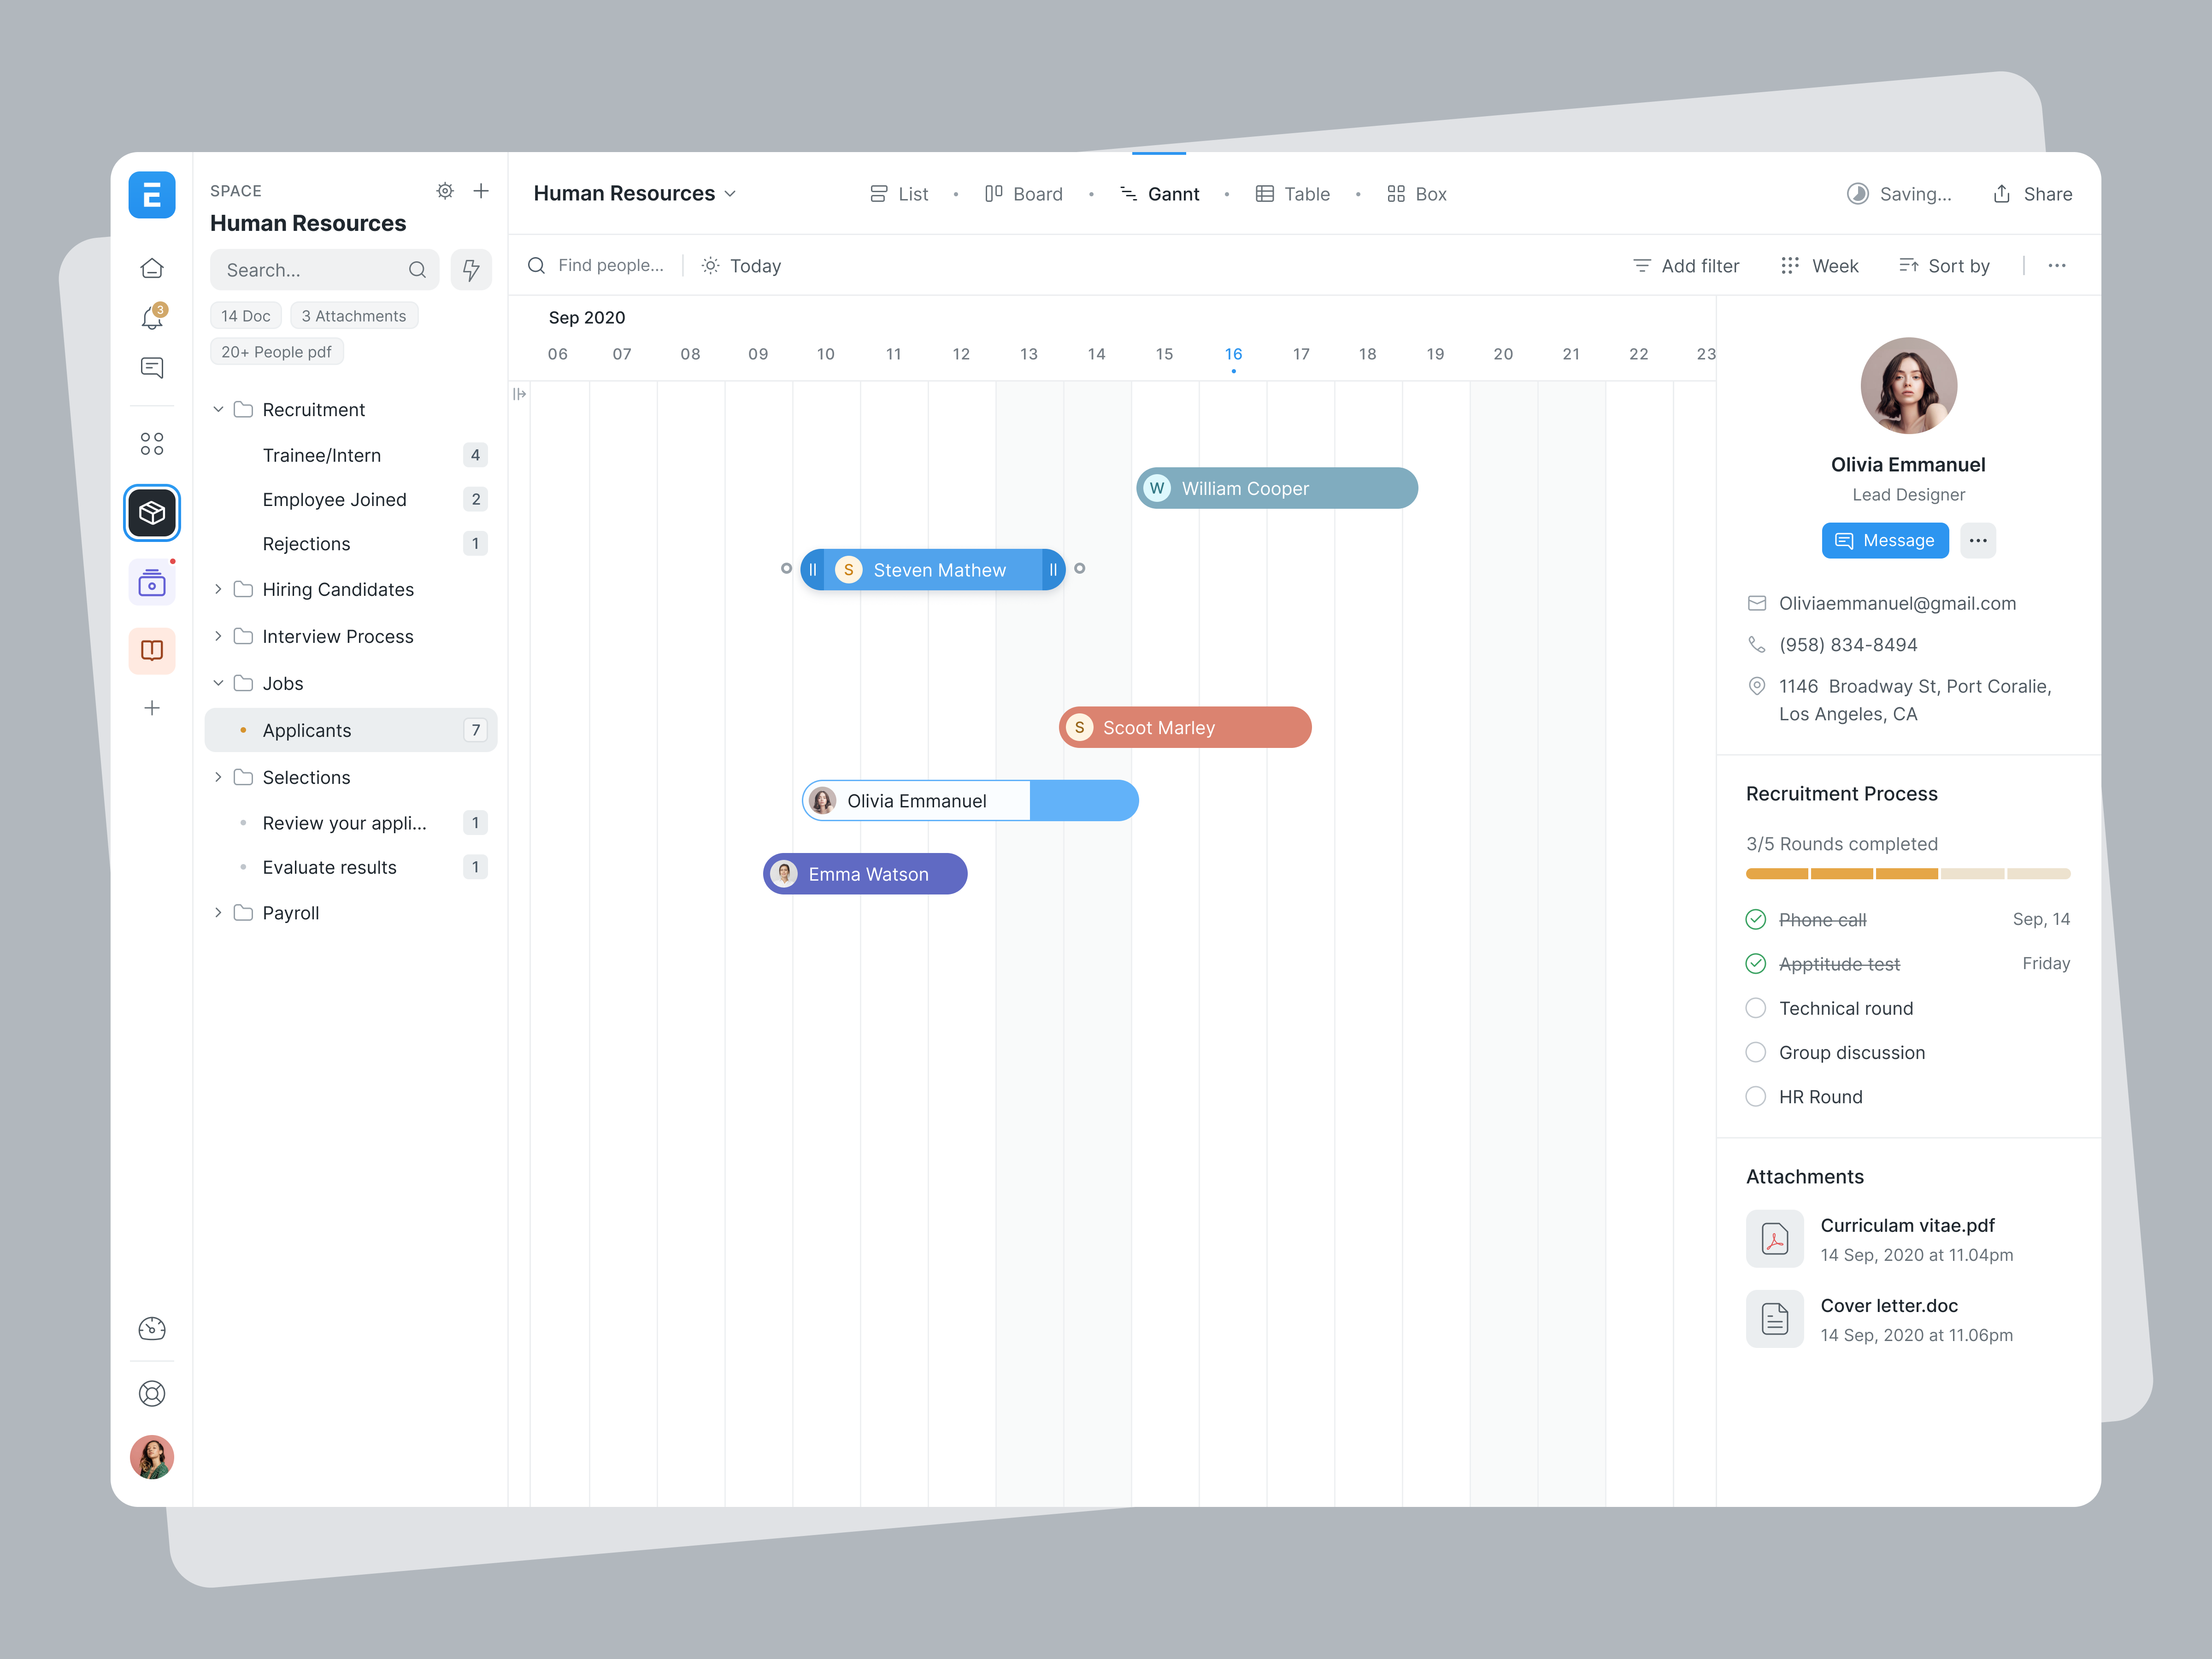 E
3
SPACE
Human Resources
Search...
14 Doc
3 Attachments
20+ People pdf
Recruitment
Trainee/Intern 4
Employee Joined 2
Rejections 1
Hiring Candidates
Interview Process
Jobs
Applicants 7
Selections
Review your appli... 1
Evaluate results 1
Payroll
Human Resources
List • Board • Gannt • Table • Box
Saving...
Share
Find people...
Today
Add filter
Week
Sort by
Sep 2020
06 07 08 09 10 11 12 13 14 15 16 17 18 19 20 21 22 23
W William Cooper
S Steven Mathew
S Scoot Marley
Olivia Emmanuel
Emma Watson
Olivia Emmanuel
Lead Designer
Message
Oliviaemmanuel@gmail.com
(958) 834-8494
1146 Broadway St, Port Coralie,
Los Angeles, CA
Recruitment Process
3/5 Rounds completed
Phone call Sep, 14
Apptitude test Friday
Technical round
Group discussion
HR Round
Attachments
Curriculam vitae.pdf
14 Sep, 2020 at 11.04pm
Cover letter.doc
14 Sep, 2020 at 11.06pm